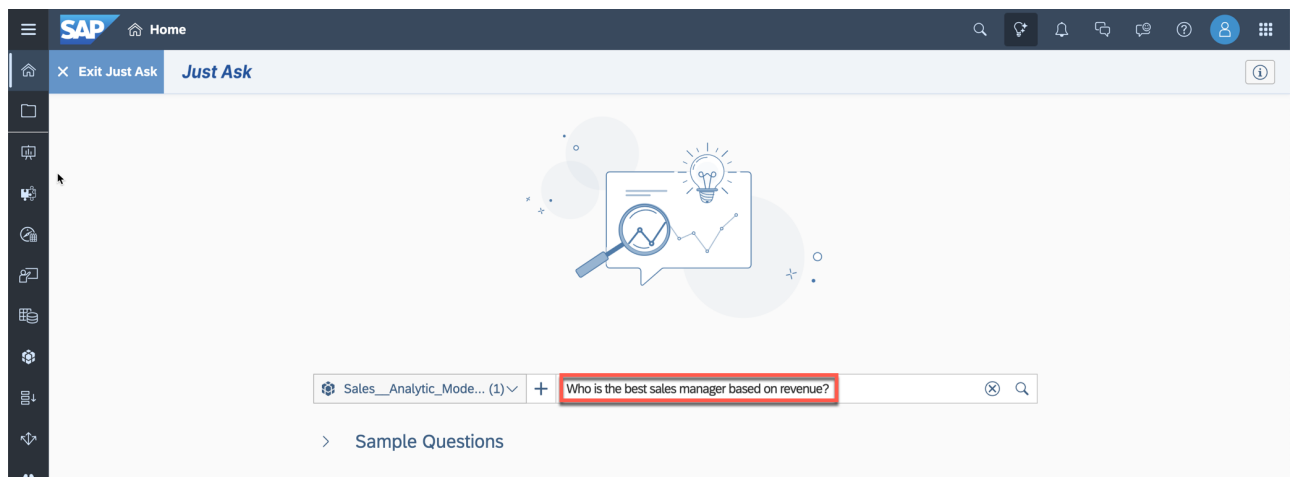 SAP Home
Exit Just Ask Just Ask
Sales__Analytic_Mode... (1) Who is the best sales manager based on revenue?
Sample Questions